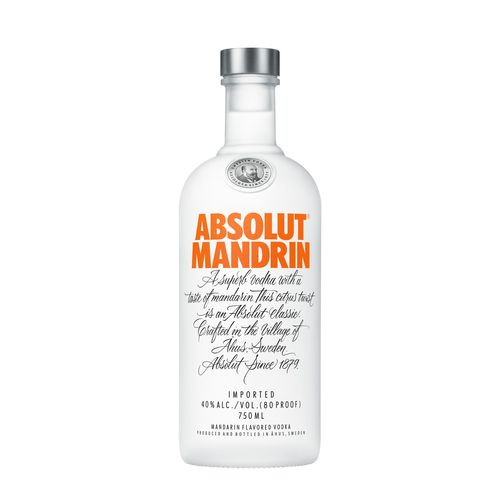 ABSOLUT
MANDRIN
A superb vodka with a
taste of mandarin. This citrus twist
is an Absolut classic.
Crafted in the village of
Åhus, Sweden.
Absolut Since 1879.
IMPORTED
40% ALC./VOL. (80 PROOF)
750ML
MANDARIN FLAVORED VODKA
PRODUCED AND BOTTLED IN ÅHUS, SWEDEN.